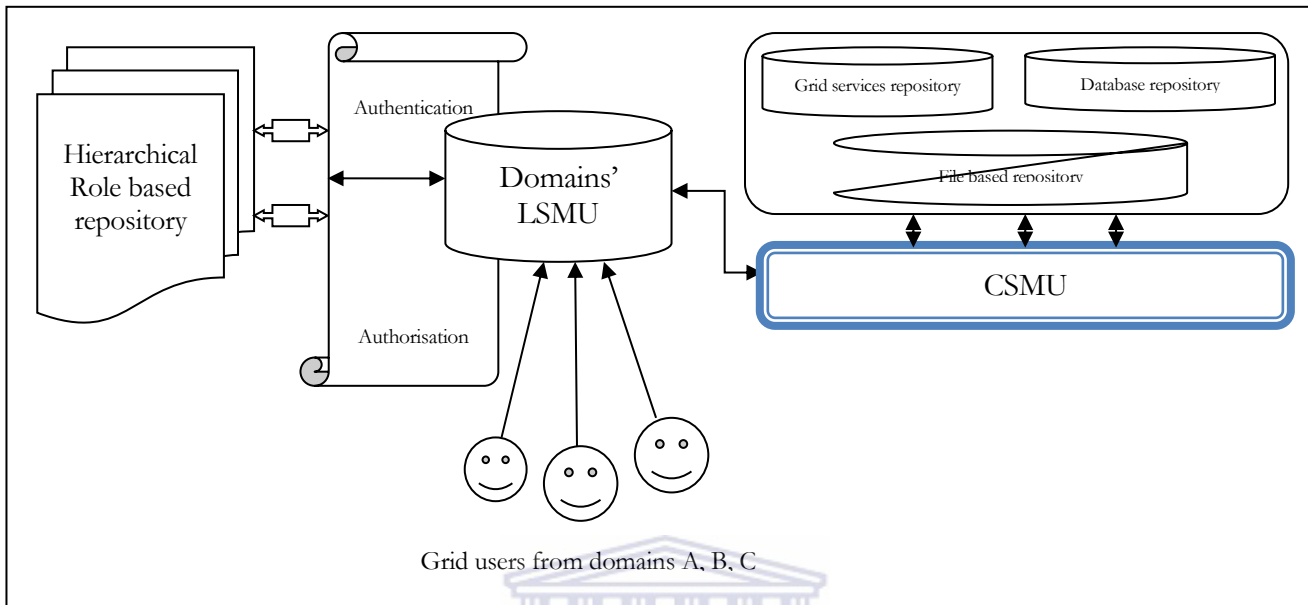 Hierarchical
Role based
repository
Authentication
Authorisation
Domains’
LSMU
Grid services repository
Database repository
File based repository
CSMU
Grid users from domains A, B, C